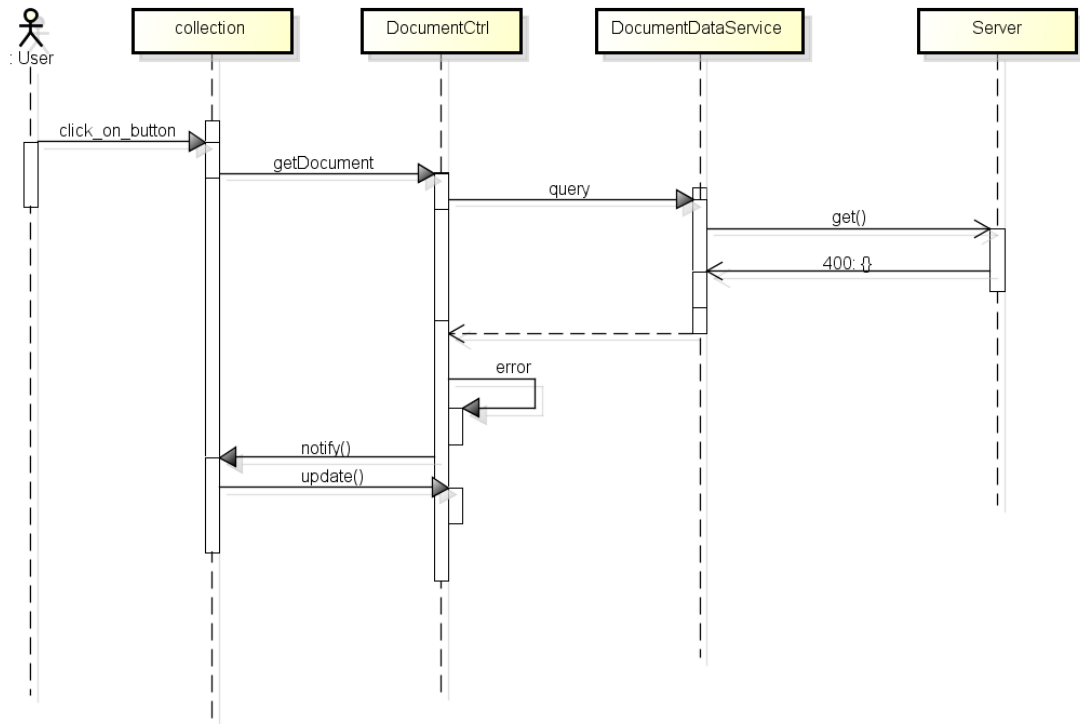 collection
DocumentCtrl
DocumentDataService
Server
: User
click_on_button
getDocument
query
get()
400: {}
error
notify()
update()